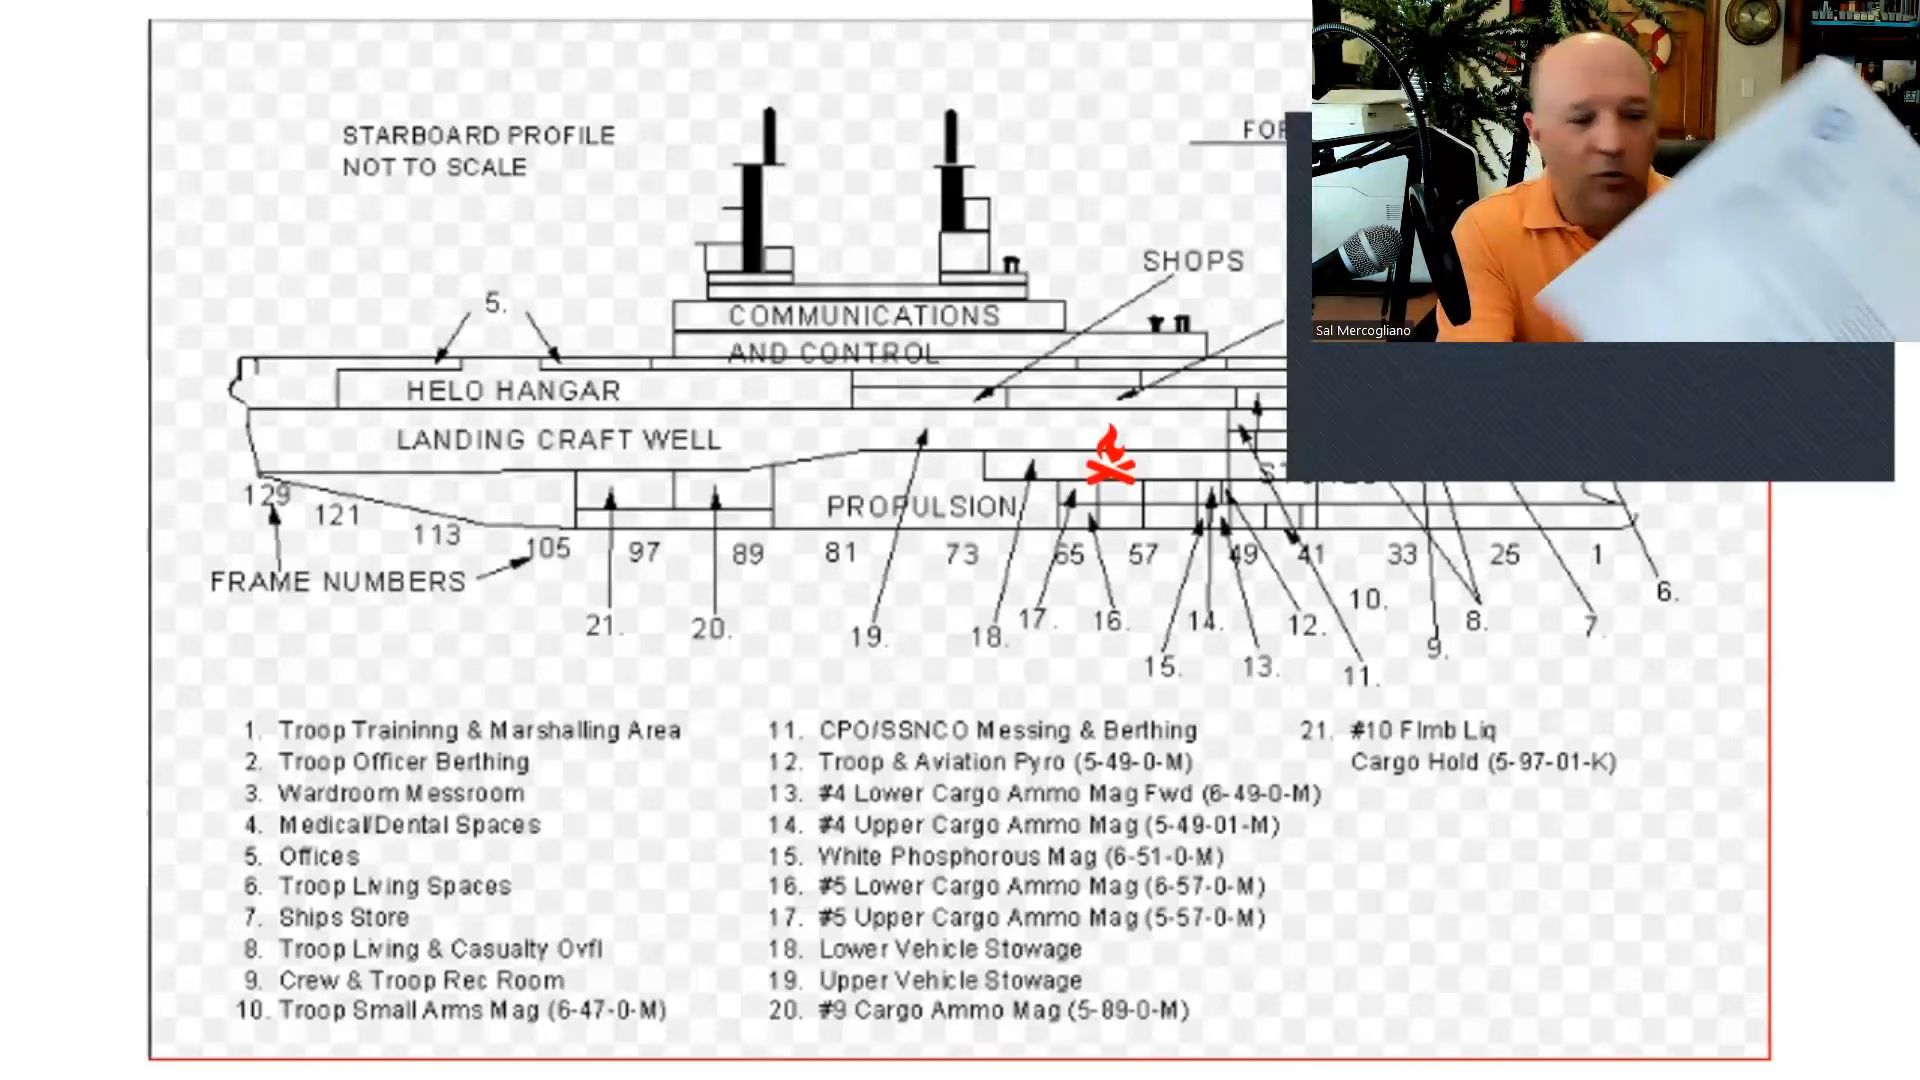 STARBOARD PROFILE
NOT TO SCALE
SHOPS
5.
COMMUNICATIONS
AND CONTROL
HELO HANGAR
LANDING CRAFT WELL
PROPULSION
129
121
113
105
97
89
81
73
65
57
49
41
33
25
1
FRAME NUMBERS
21.
20.
19.
18.
17.
16.
15.
14.
13.
12.
11.
10.
9.
8.
7.
6.
1. Troop Traininng & Marshalling Area
2. Troop Officer Berthing
3. Wardroom Messroom
4. Medical/Dental Spaces
5. Offices
6. Troop Living Spaces
7. Ships Store
8. Troop Living & Casualty Ovfl
9. Crew & Troop Rec Room
10. Troop Small Arms Mag (6-47-0-M)
11. CPO/SSNCO Messing & Berthing
12. Troop & Aviation Pyro (5-49-0-M)
13. #4 Lower Cargo Ammo Mag Fwd (6-49-0-M)
14. #4 Upper Cargo Ammo Mag (5-49-01-M)
15. White Phosphorous Mag (6-51-0-M)
16. #5 Lower Cargo Ammo Mag (6-57-0-M)
17. #5 Upper Cargo Ammo Mag (5-57-0-M)
18. Lower Vehicle Stowage
19. Upper Vehicle Stowage
20. #9 Cargo Ammo Mag (5-89-0-M)
21. #10 Flmb Liq
Cargo Hold (5-97-01-K)
Sal Mercogliano